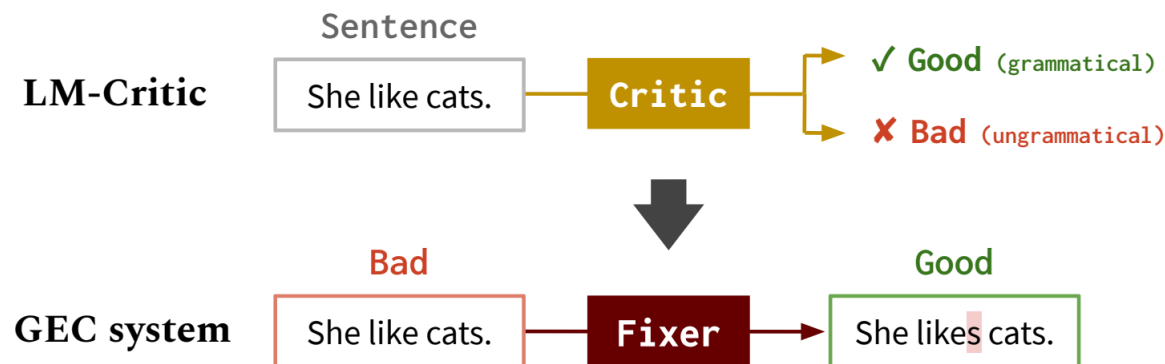 Sentence
LM-Critic
She like cats.
Critic
✓ Good (grammatical)
✘ Bad (ungrammatical)
Bad
Good
GEC system
She like cats.
Fixer
She likes cats.